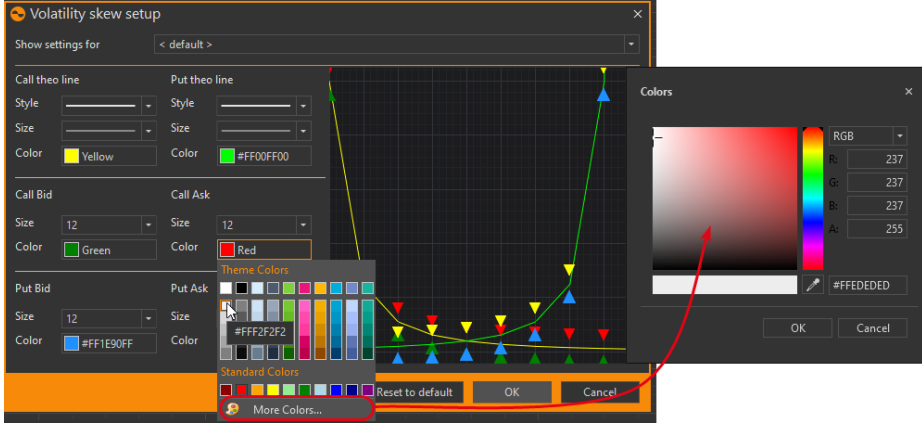 Volatility skew setup
Show settings for < default >
Call theo line Put theo line
Style Style
Size Size
Color Yellow Color #FF00FF00
Call Bid Call Ask
Size 12 Size 12
Color Green Color Red
Theme Colors
#FFF2F2F2
Put Bid Put Ask
Size 12 Size
Color #FF1E90FF Color
Standard Colors
More Colors...
Reset to default OK Cancel
Colors
RGB
R: 237
G: 237
B: 237
A: 255
#FFEDEDED
OK Cancel